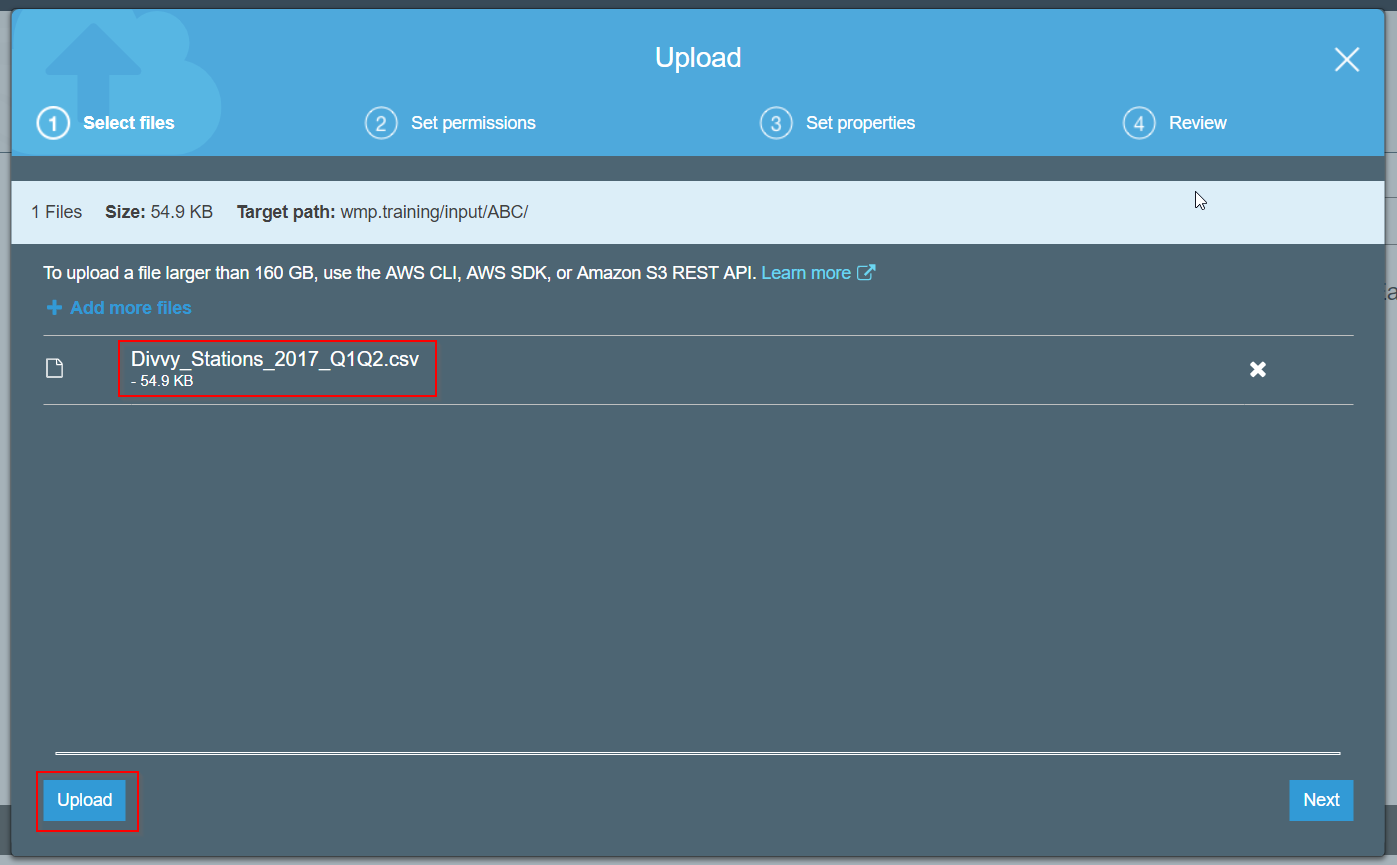 Upload
1 Select files 2 Set permissions 3 Set properties 4 Review
1 Files Size: 54.9 KB Target path: wmp.training/input/ABC/
To upload a file larger than 160 GB, use the AWS CLI, AWS SDK, or Amazon S3 REST API. Learn more
Add more files
Divvy_Stations_2017_Q1Q2.csv
- 54.9 KB
Upload Next